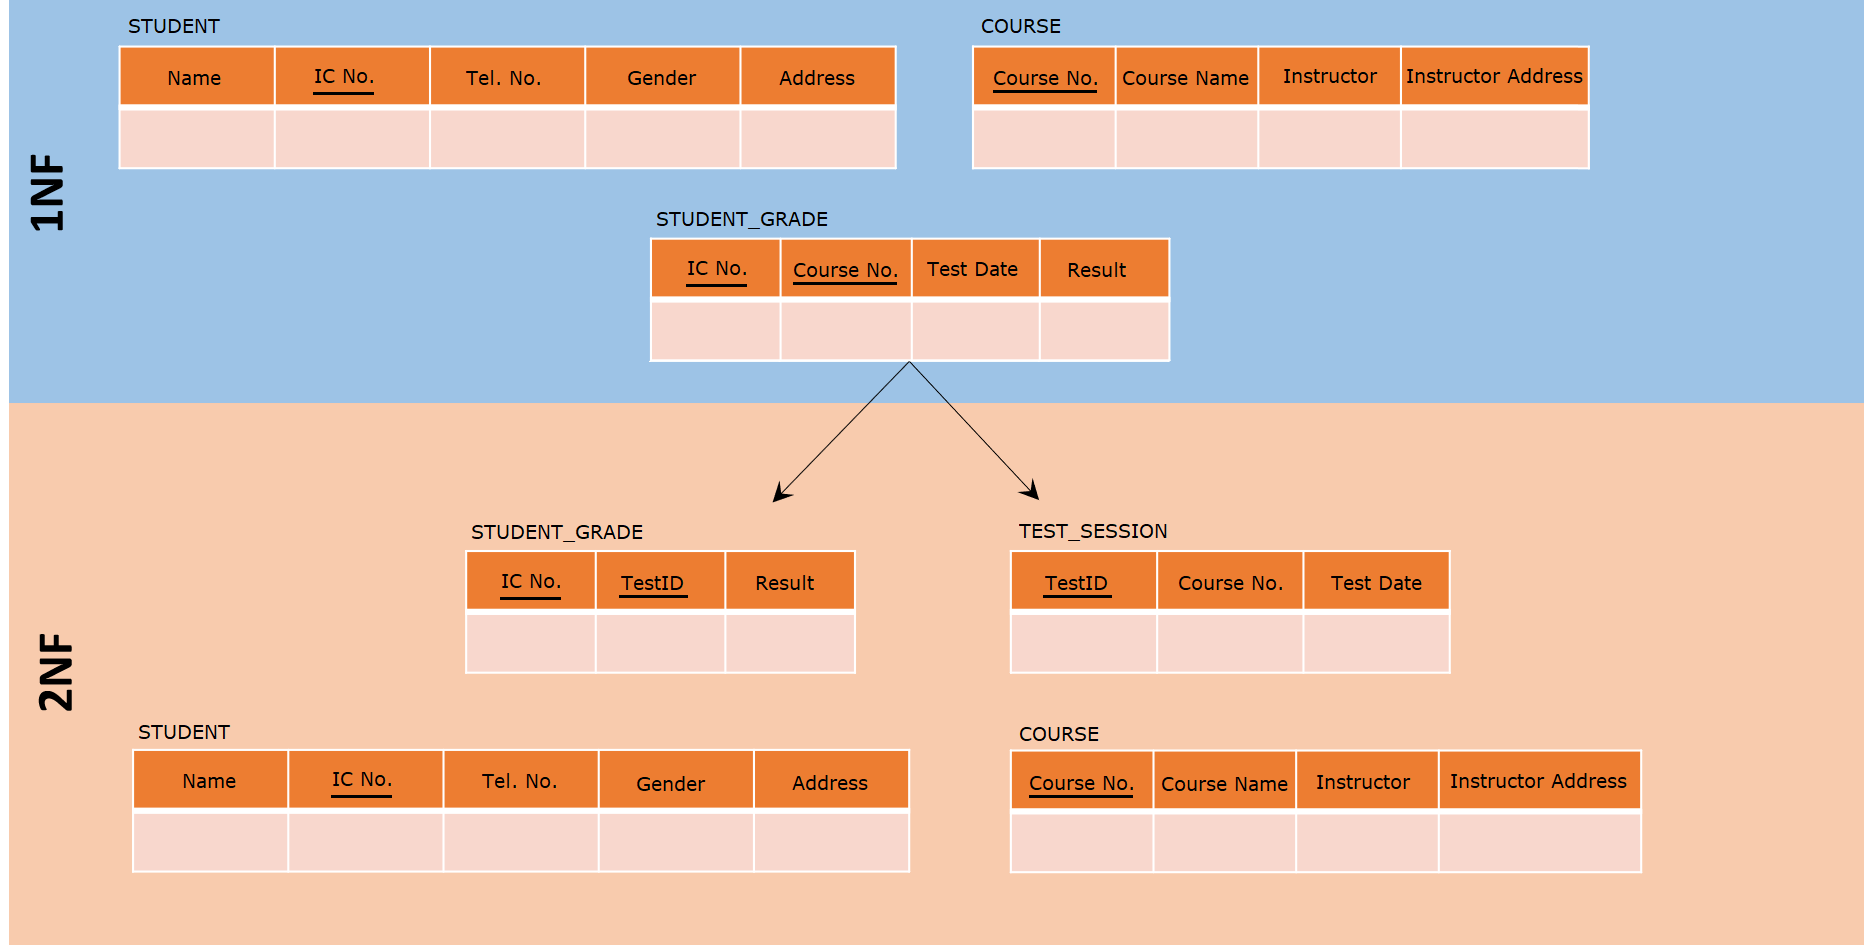 1NF
STUDENT
Name IC No. Tel. No. Gender Address
COURSE
Course No. Course Name Instructor Instructor Address
STUDENT_GRADE
IC No. Course No. Test Date Result
2NF
STUDENT_GRADE
IC No. TestID Result
TEST_SESSION
TestID Course No. Test Date
STUDENT
Name IC No. Tel. No. Gender Address
COURSE
Course No. Course Name Instructor Instructor Address